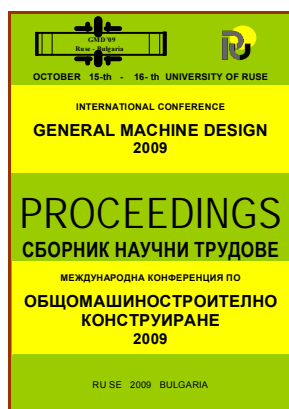 GMD'09
Ruse - Bulgaria
OCTOBER 15-th - 16- th UNIVERSITY OF RUSE
INTERNATIONAL CONFERENCE
GENERAL MACHINE DESIGN
2009
PROCEEDINGS
СБОРНИК НАУЧНИ ТРУДОВЕ
МЕЖДУНАРОДНА КОНФЕРЕНЦИЯ ПО
ОБЩОМАШИНОСТРОИТЕЛНО
КОНСТРУИРАНЕ
2009
RU SE 2009 BULGARIA